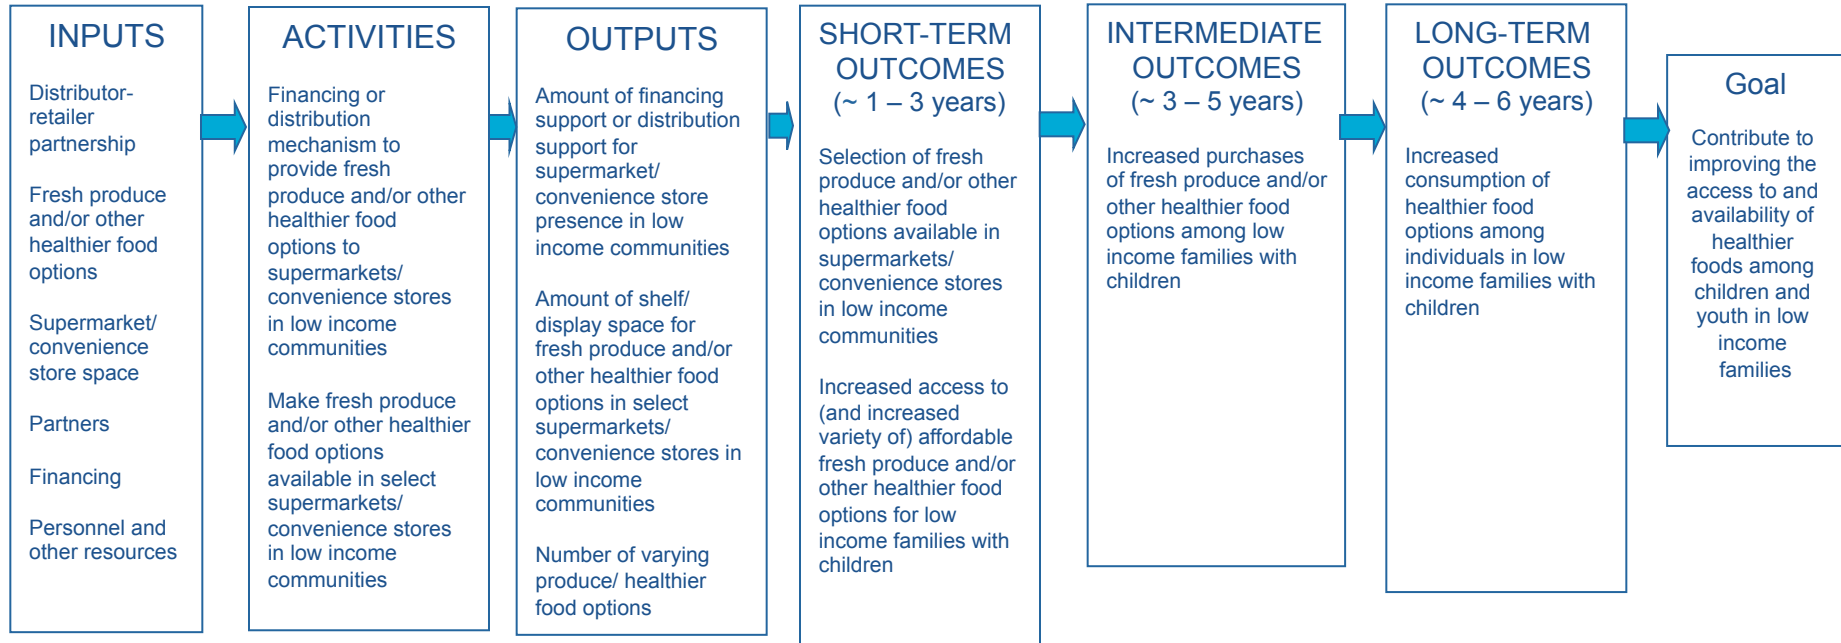 INPUTS
Distributor-
retailer
partnership
Fresh produce
and/or other
healthier food
options
Supermarket/
convenience
store space
Partners
Financing
Personnel and
other resources
ACTIVITIES
Financing or
distribution
mechanism to
provide fresh
produce and/or other
healthier food
options to
supermarkets/
convenience stores
in low income
communities
Make fresh produce
and/or other healthier
food options
available in select
supermarkets/
convenience stores
in low income
communities
OUTPUTS
Amount of financing
support or distribution
support for
supermarket/
convenience store
presence in low
income communities
Amount of shelf/
display space for
fresh produce and/or
other healthier food
options in select
supermarkets/
convenience stores in
low income
communities
Number of varying
produce/ healthier
food options
SHORT-TERM
OUTCOMES
(~ 1 – 3 years)
Selection of fresh
produce and/or other
healthier food
options available in
supermarkets/
convenience stores
in low income
communities
Increased access to
(and increased
variety of) affordable
fresh produce and/or
other healthier food
options for low
income families with
children
INTERMEDIATE
OUTCOMES
(~ 3 – 5 years)
Increased purchases
of fresh produce and/or
other healthier food
options among low
income families with
children
LONG-TERM
OUTCOMES
(~ 4 – 6 years)
Increased
consumption of
healthier food
options among
individuals in low
income families with
children
Goal
Contribute to
improving the
access to and
availability of
healthier
foods among
children and
youth in low
income
families